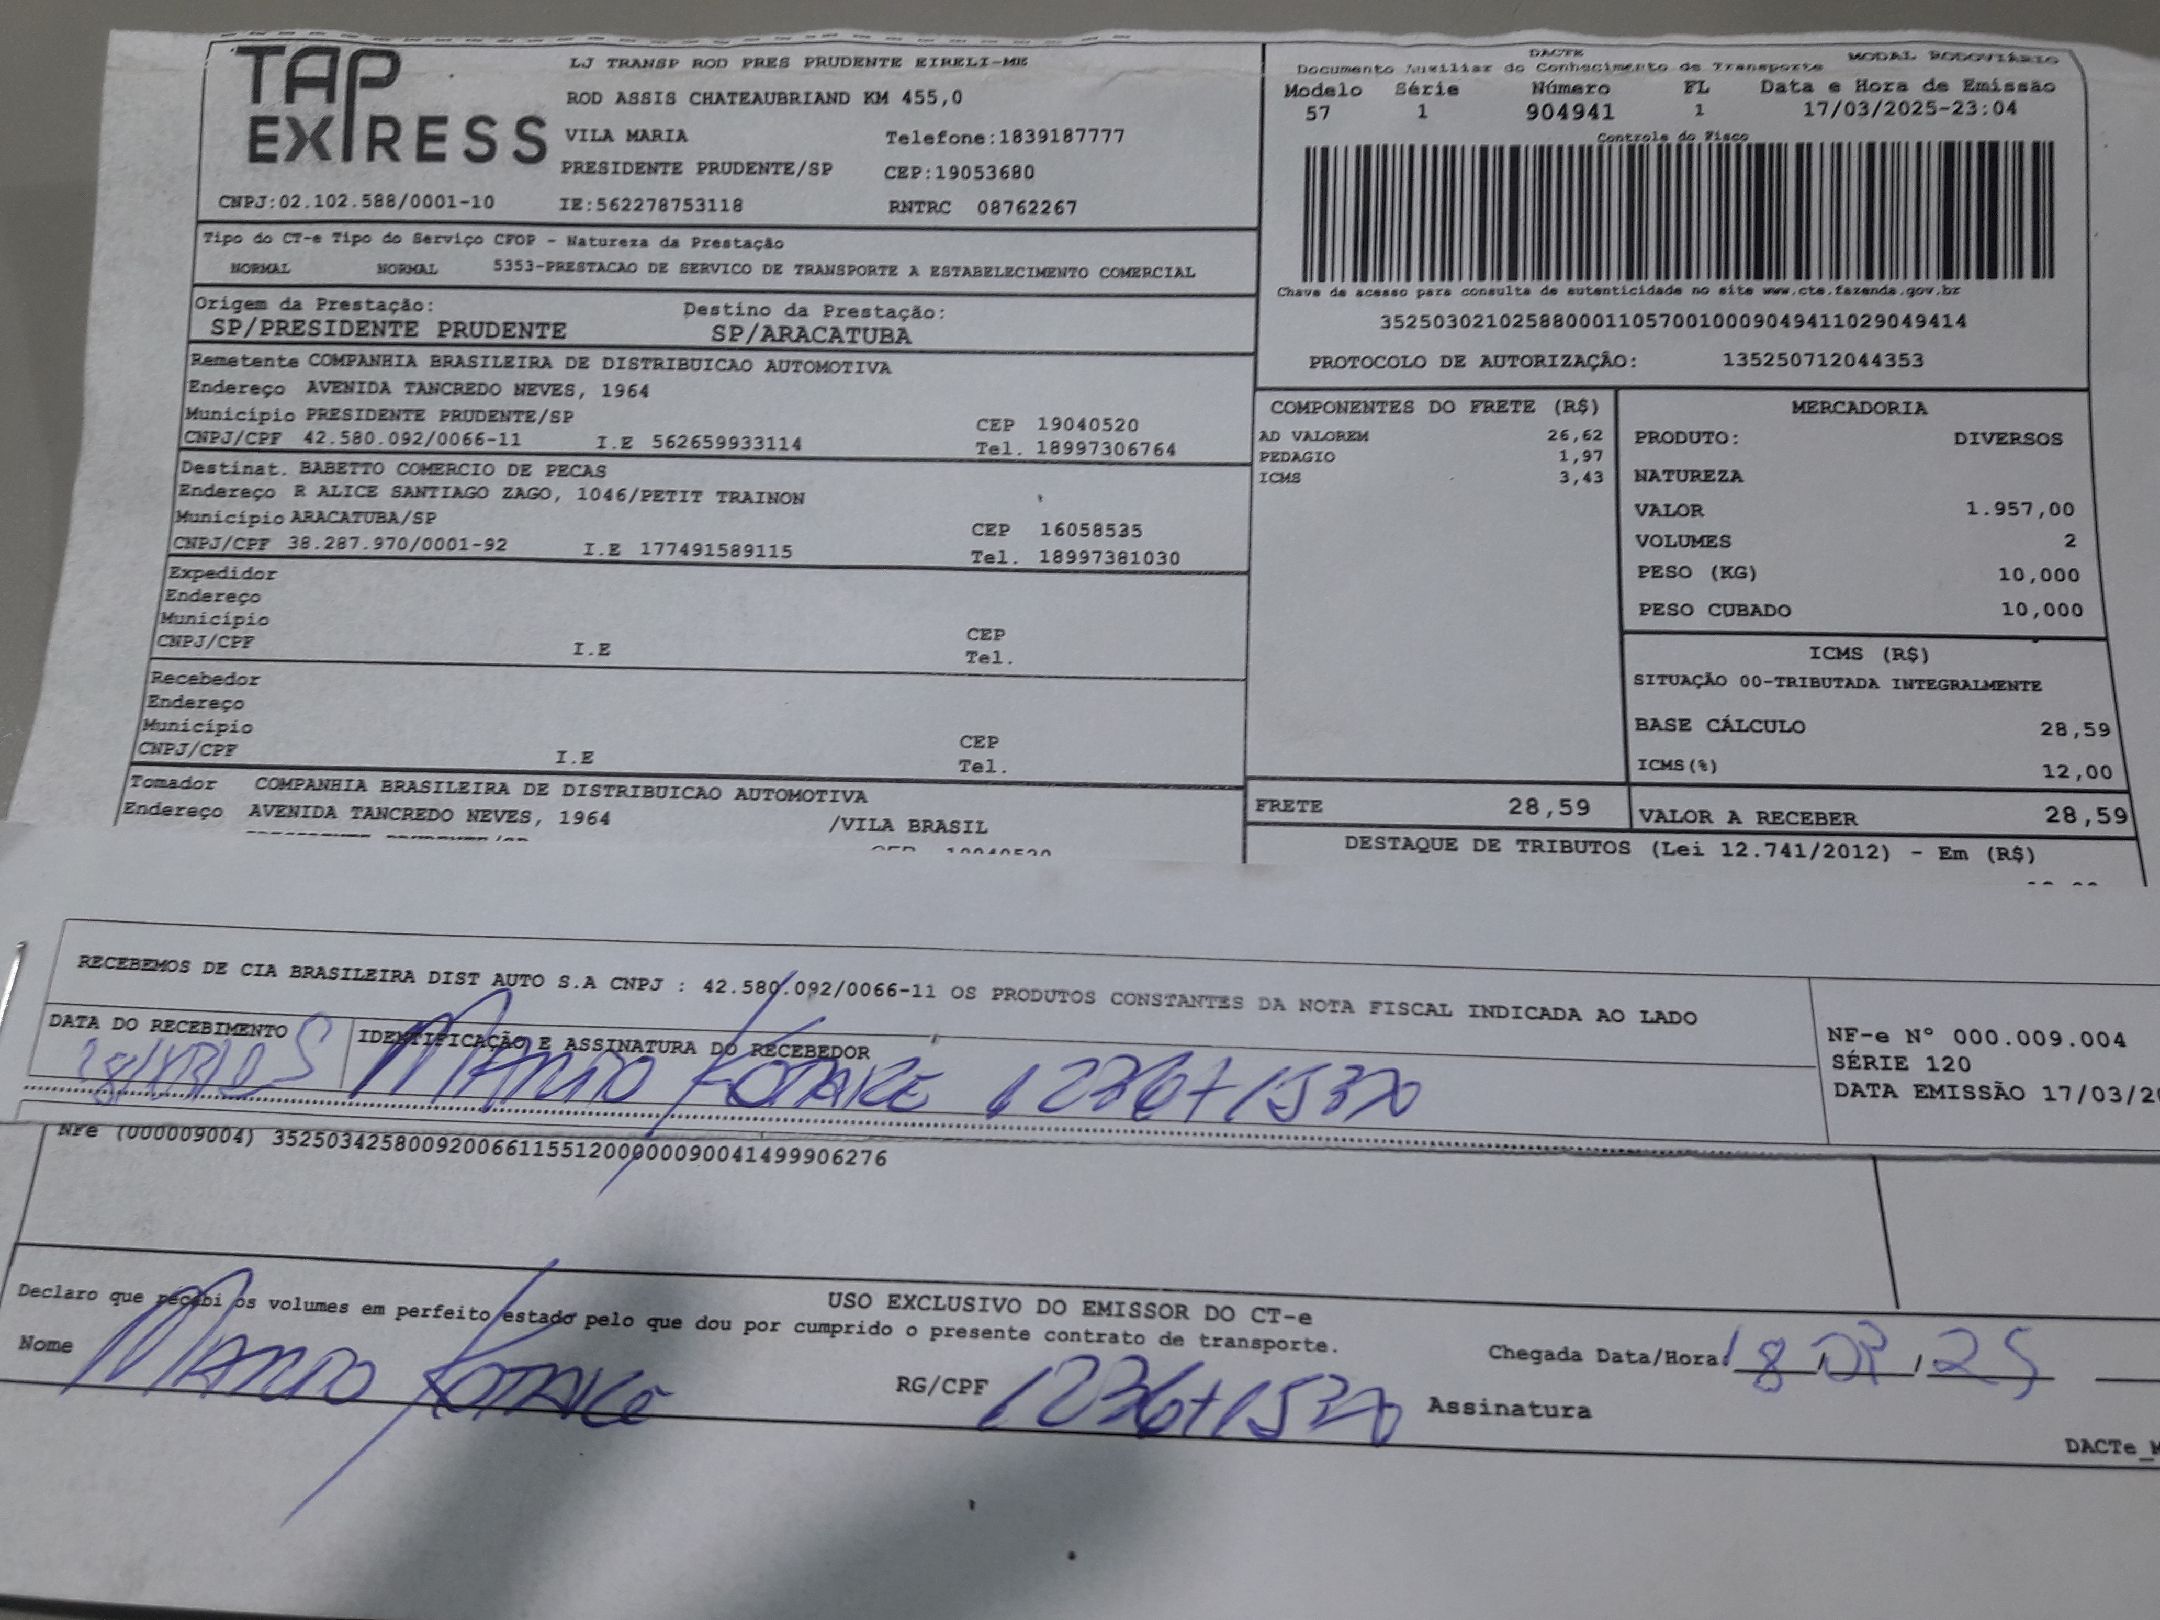 TAP EXPRESS
LJ TRANSP ROD PRES PRUDENTE EIRELI-ME
ROD ASSIS CHATEAUBRIAND KM 455,0
VILA MARIA Telefone:1839187777
PRESIDENTE PRUDENTE/SP CEP:19053680
CNPJ:02.102.588/0001-10 IE:562278753118 RNTRC 08762267
Tipo do CT-e Tipo do Serviço CFOP - Natureza da Prestação
NORMAL NORMAL 5353-PRESTACAO DE SERVICO DE TRANSPORTE A ESTABELECIMENTO COMERCIAL
Origem da Prestação: Destino da Prestação:
SP/PRESIDENTE PRUDENTE SP/ARACATUBA
Remetente COMPANHIA BRASILEIRA DE DISTRIBUICAO AUTOMOTIVA
Endereço AVENIDA TANCREDO NEVES, 1964
Município PRESIDENTE PRUDENTE/SP CEP 19040520
CNPJ/CPF 42.580.092/0066-11 I.E 562659933114 Tel. 18997306764
Destinat. BABETTO COMERCIO DE PECAS
Endereço R ALICE SANTIAGO ZAGO, 1046/PETIT TRAINON
Município ARACATUBA/SP CEP 16058535
CNPJ/CPF 38.287.970/0001-92 I.E 177491589115 Tel. 18997381030
Expedidor
Endereço
Município CEP
CNPJ/CPF I.E Tel.
Recebedor
Endereço
Município CEP
CNPJ/CPF I.E Tel.
Tomador COMPANHIA BRASILEIRA DE DISTRIBUICAO AUTOMOTIVA
Endereço AVENIDA TANCREDO NEVES, 1964 /VILA BRASIL
DACTE MODAL RODOVIÁRIO
Documento Auxiliar do Conhecimento de Transporte
Modelo Série Número FL Data e Hora de Emissão
57 1 904941 1 17/03/2025-23:04
Controle do Fisco
Chave de acesso para consulta de autenticidade no site www.cte.fazenda.gov.br
35250302102588000110570010009049411029049414
PROTOCOLO DE AUTORIZAÇÃO: 135250712044353
COMPONENTES DO FRETE (R$)
AD VALOREM 26,62
PEDAGIO 1,97
ICMS 3,43
MERCADORIA
PRODUTO: DIVERSOS
NATUREZA
VALOR 1.957,00
VOLUMES 2
PESO (KG) 10,000
PESO CUBADO 10,000
ICMS (R$)
SITUAÇÃO 00-TRIBUTADA INTEGRALMENTE
BASE CÁLCULO 28,59
ICMS(%) 12,00
FRETE 28,59 VALOR A RECEBER 28,59
DESTAQUE DE TRIBUTOS (Lei 12.741/2012) - Em (R$)
RECEBEMOS DE CIA BRASILEIRA DIST AUTO S.A CNPJ : 42.580.092/0066-11 OS PRODUTOS CONSTANTES DA NOTA FISCAL INDICADA AO LADO
DATA DO RECEBIMENTO IDENTIFICAÇÃO E ASSINATURA DO RECEBEDOR
NF-e N° 000.009.004
SÉRIE 120
DATA EMISSÃO 17/03/20
NFe (000009004) 35250342580092006611551200000090041499906276
USO EXCLUSIVO DO EMISSOR DO CT-e
Declaro que recebi os volumes em perfeito estado pelo que dou por cumprido o presente contrato de transporte.
Nome RG/CPF Chegada Data/Hora:
Assinatura